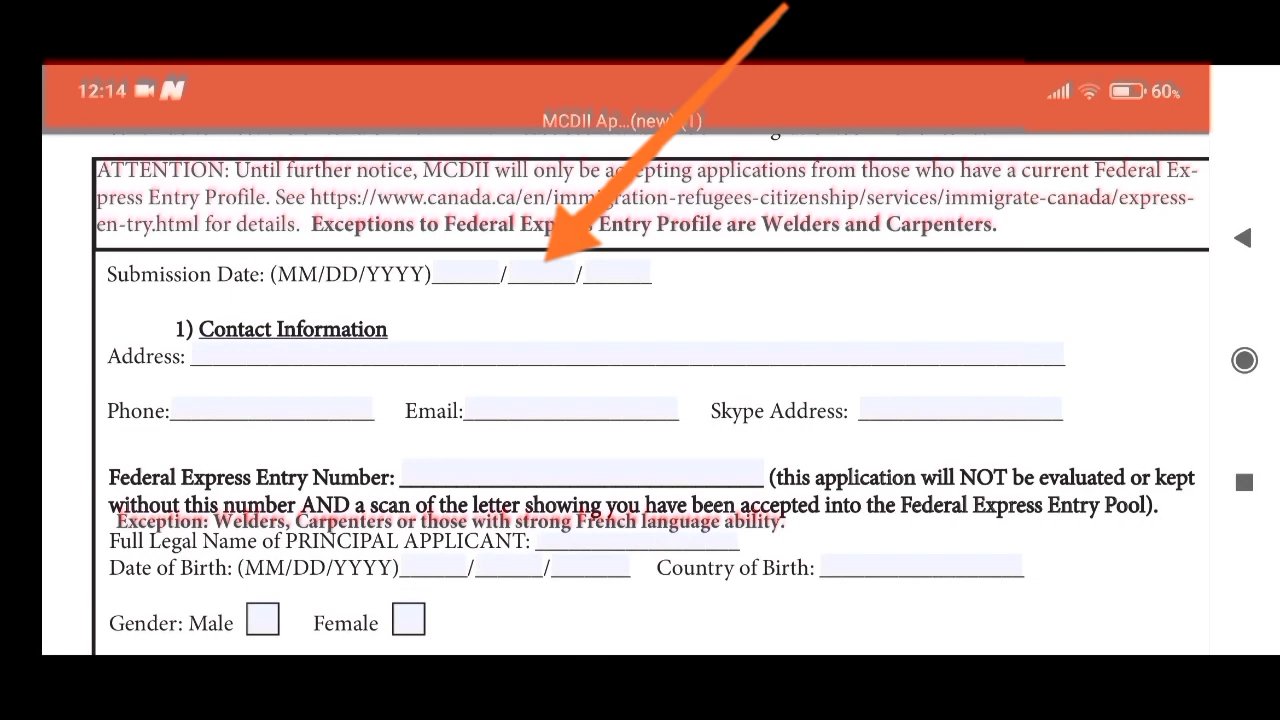 12:14
60%
MCDII Ap...(new) (1)
ATTENTION: Until further notice, MCDII will only be accepting applications from those who have a current Federal Ex-
press Entry Profile. See https://www.canada.ca/en/immigration-refugees-citizenship/services/immigrate-canada/express-
en-try.html for details. Exceptions to Federal Express Entry Profile are Welders and Carpenters.
Submission Date: (MM/DD/YYYY)______/______/______
1) Contact Information
Address:
Phone: Email: Skype Address:
Federal Express Entry Number: (this application will NOT be evaluated or kept
without this number AND a scan of the letter showing you have been accepted into the Federal Express Entry Pool).
Exception: Welders, Carpenters or those with strong French language ability.
Full Legal Name of PRINCIPAL APPLICANT:
Date of Birth: (MM/DD/YYYY)______/______/______ Country of Birth:
Gender: Male Female